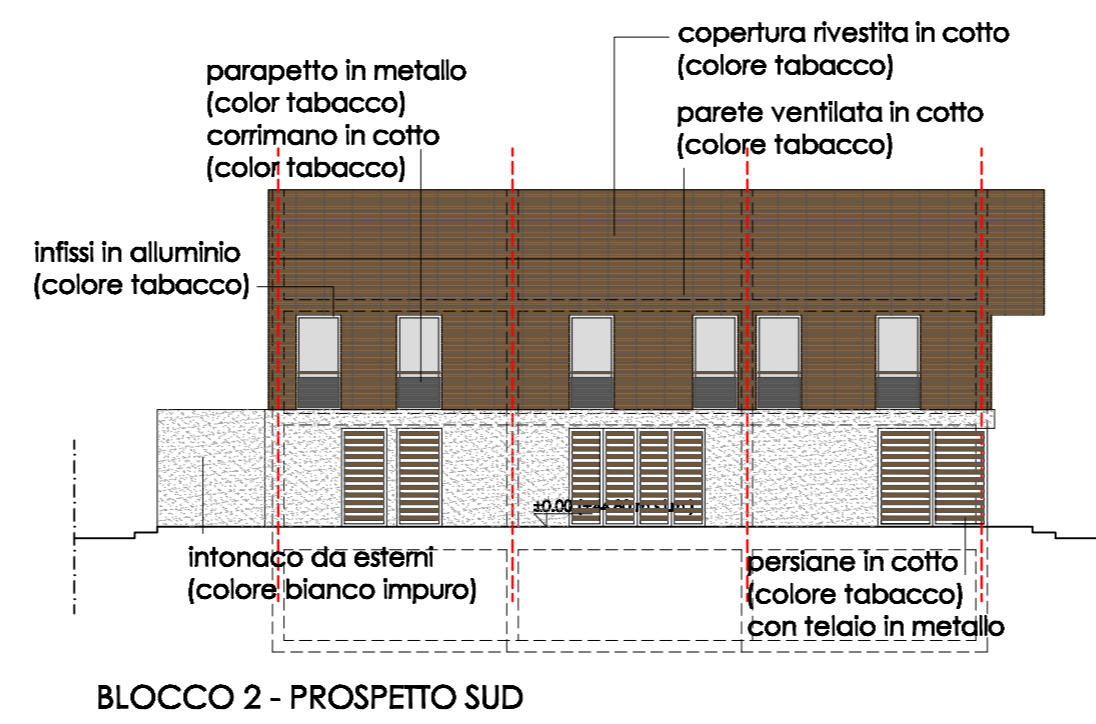 copertura rivestita in cotto
(colore tabacco)
parapetto in metallo
(color tabacco)
corrimano in cotto
(color tabacco)
parete ventilata in cotto
(colore tabacco)
infissi in alluminio
(colore tabacco)
±0.00
intonaco da esterni
(colore bianco impuro)
persiane in cotto
(colore tabacco)
con telaio in metallo
BLOCCO 2 - PROSPETTO SUD